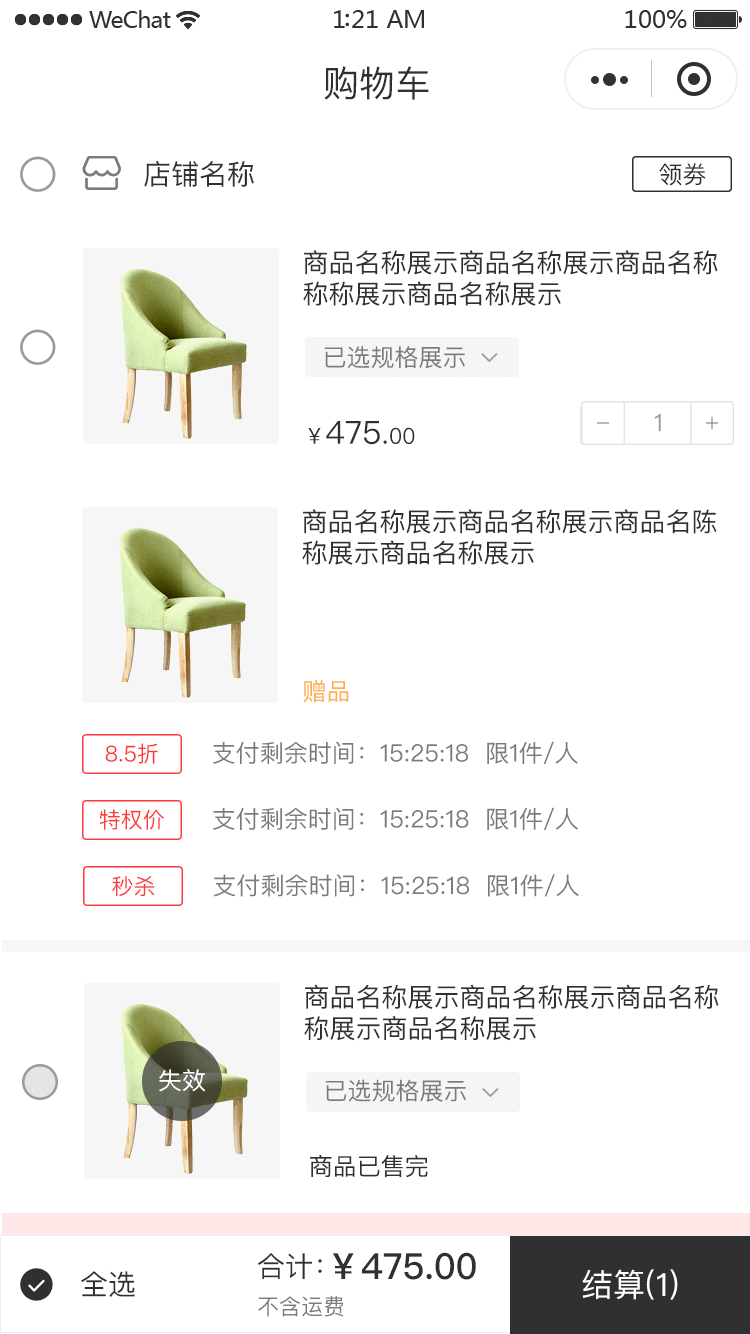 WeChat 1:21 AM 100%
购物车
店铺名称 领券
商品名称展示商品名称展示商品名称
称称展示商品名称展示
已选规格展示
¥475.00 − 1 +
商品名称展示商品名称展示商品名陈
称展示商品名称展示
赠品
8.5折 支付剩余时间：15:25:18 限1件/人
特权价 支付剩余时间：15:25:18 限1件/人
秒杀 支付剩余时间：15:25:18 限1件/人
商品名称展示商品名称展示商品名称
称展示商品名称展示
失效
已选规格展示
商品已售完
全选 合计：¥475.00 结算(1)
不含运费